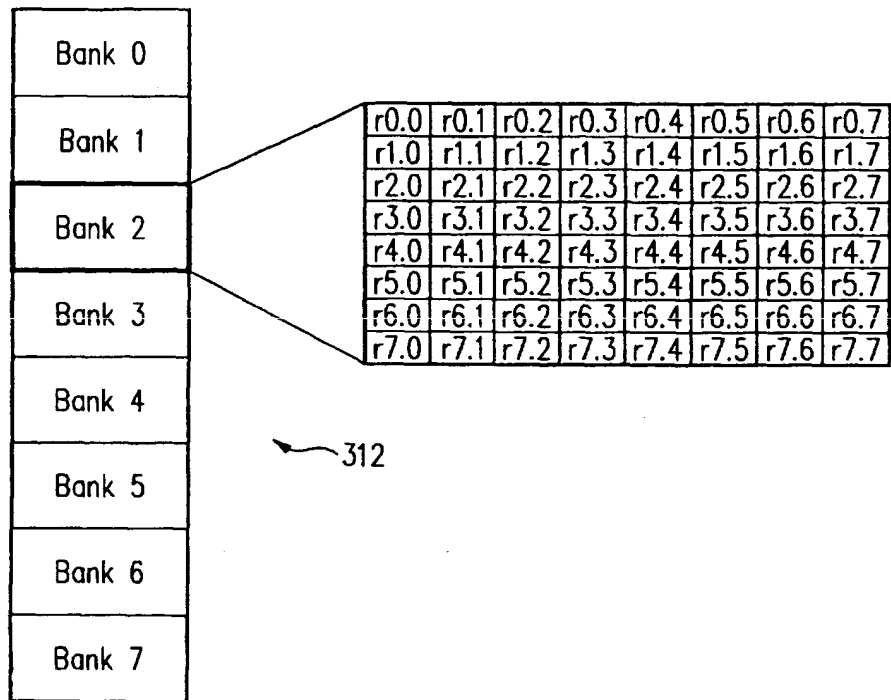 Bank 0
Bank 1
Bank 2
Bank 3
Bank 4
Bank 5
Bank 6
Bank 7
r0.0 r0.1 r0.2 r0.3 r0.4 r0.5 r0.6 r0.7
r1.0 r1.1 r1.2 r1.3 r1.4 r1.5 r1.6 r1.7
r2.0 r2.1 r2.2 r2.3 r2.4 r2.5 r2.6 r2.7
r3.0 r3.1 r3.2 r3.3 r3.4 r3.5 r3.6 r3.7
r4.0 r4.1 r4.2 r4.3 r4.4 r4.5 r4.6 r4.7
r5.0 r5.1 r5.2 r5.3 r5.4 r5.5 r5.6 r5.7
r6.0 r6.1 r6.2 r6.3 r6.4 r6.5 r6.6 r6.7
r7.0 r7.1 r7.2 r7.3 r7.4 r7.5 r7.6 r7.7
312